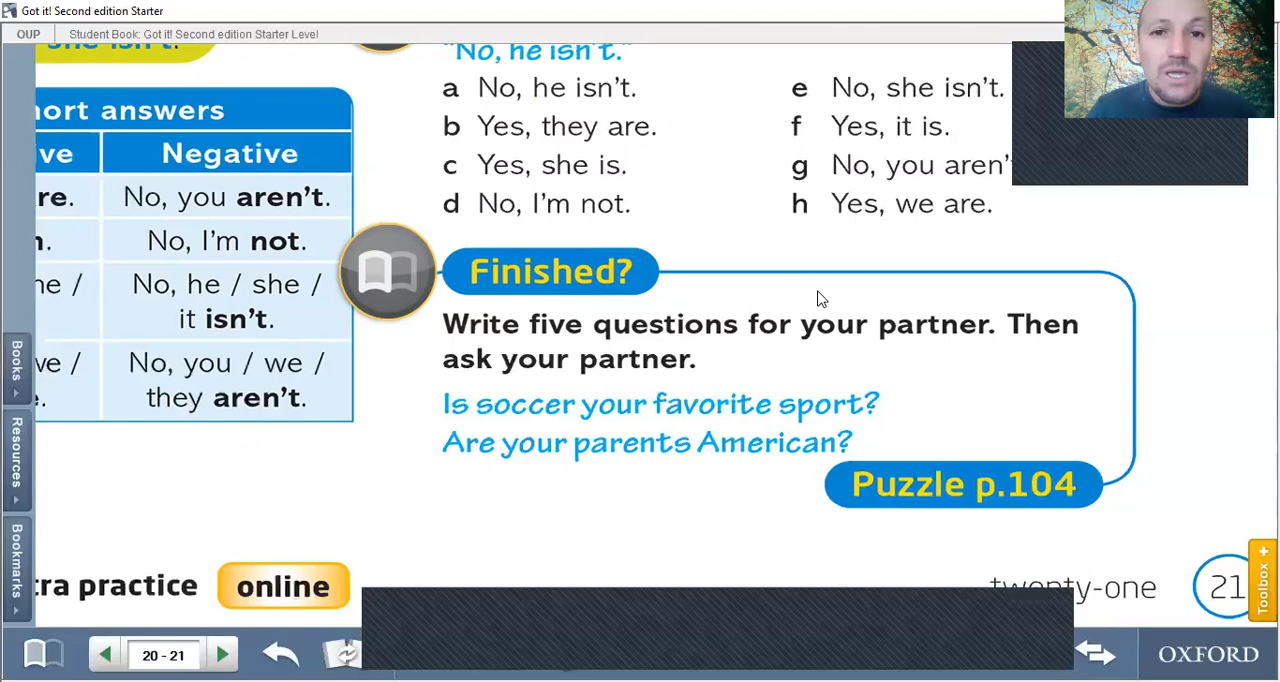 Got it! Second edition Starter
OUP
Student Book: Got it! Second edition Starter Level
she isn't.
"No, he isn't."
a No, he isn't.
b Yes, they are.
c Yes, she is.
d No, I'm not.
e No, she isn't.
f Yes, it is.
g No, you aren'
h Yes, we are.
ort answers
ve Negative
re. No, you aren't.
. No, I'm not.
he / No, he / she /
it isn't.
we / No, you / we /
e. they aren't.
Finished?
Write five questions for your partner. Then
ask your partner.
Is soccer your favorite sport?
Are your parents American?
Puzzle p.104
tra practice online
twenty-one 21
Books
Resources
Bookmarks
Toolbox +
20 - 21
OXFORD